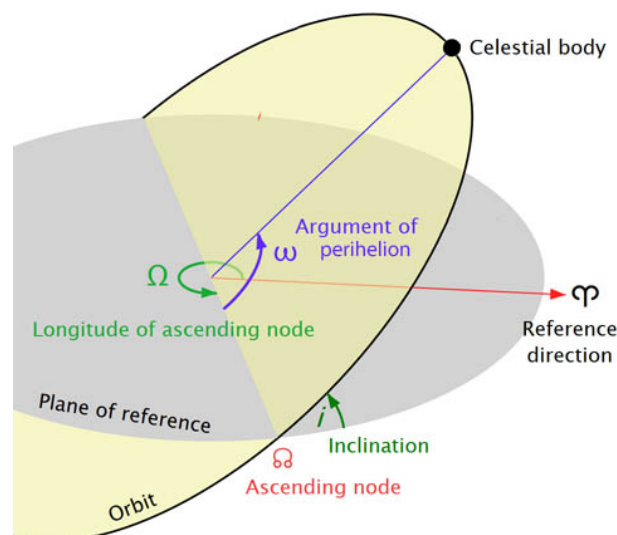 Celestial body
Argument of
perihelion
ω
Ω
♈
Longitude of ascending node
Reference
direction
Plane of reference
i
Inclination
☊
Ascending node
Orbit